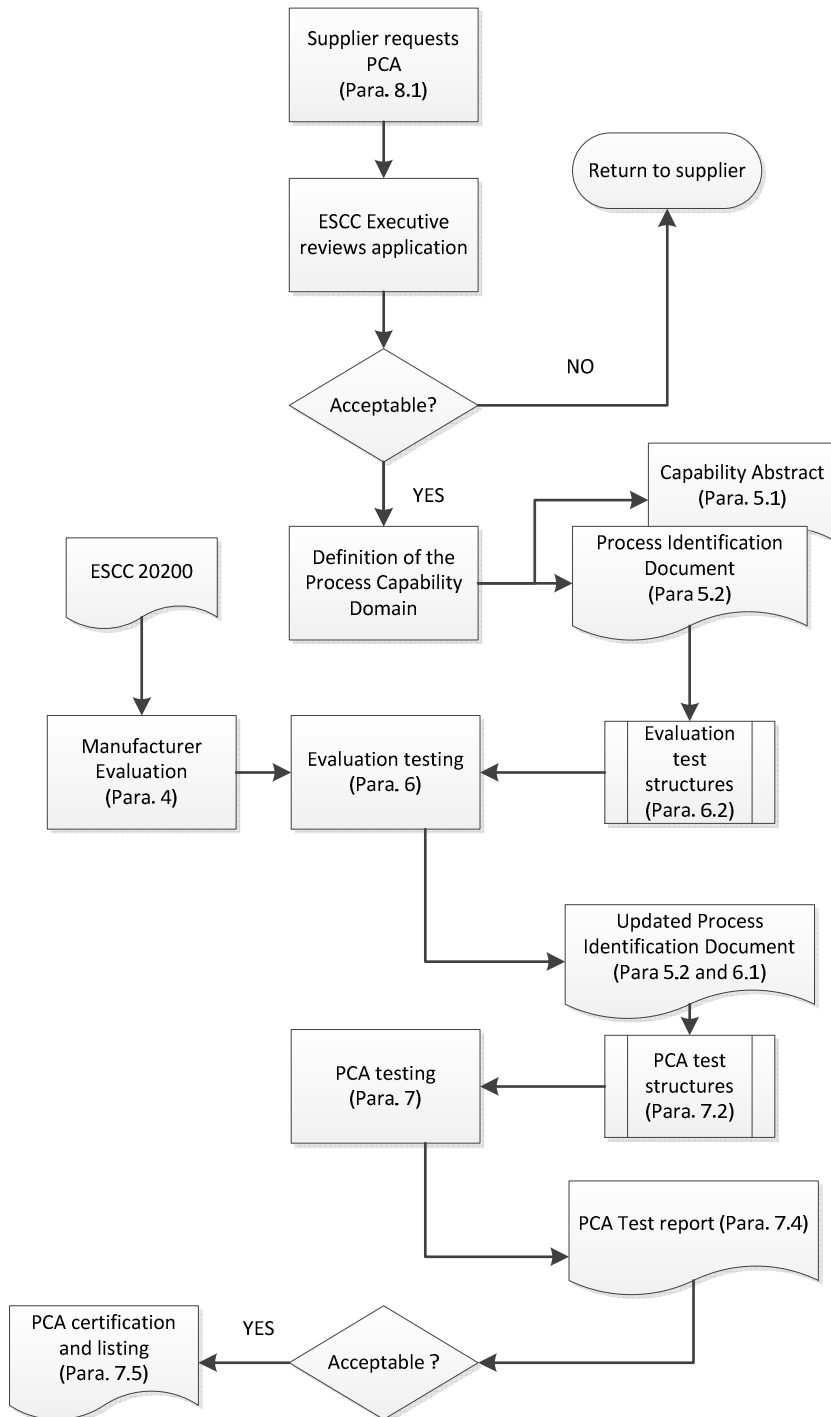 Supplier requests
PCA
(Para. 8.1)
Return to supplier
ESCC Executive
reviews application
NO
Acceptable?
YES
Capability Abstract
(Para. 5.1)
Process Identification
Document
(Para 5.2)
Definition of the
Process Capability
Domain
ESCC 20200
Manufacturer
Evaluation
(Para. 4)
Evaluation testing
(Para. 6)
Evaluation
test
structures
(Para. 6.2)
Updated Process
Identification Document
(Para 5.2 and 6.1)
PCA testing
(Para. 7)
PCA test
structures
(Para. 7.2)
PCA Test report (Para. 7.4)
PCA certification
and listing
(Para. 7.5)
YES
Acceptable ?